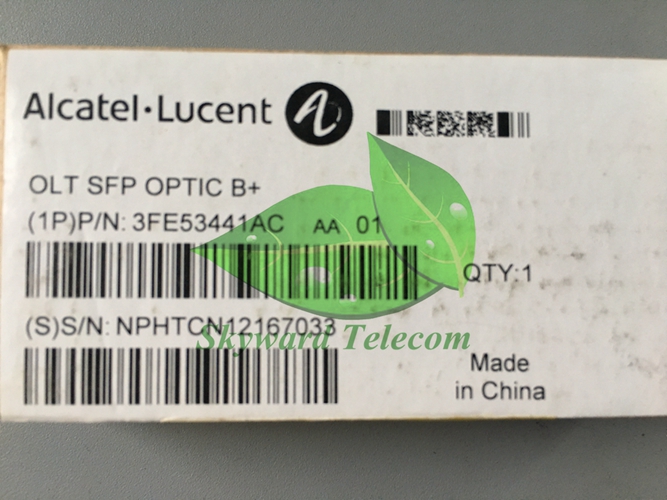 Alcatel·Lucent
OLT SFP OPTIC B+
(1P)P/N: 3FE53441AC AA 01
QTY:1
(S)S/N: NPHTCN12167033
Skyward Telecom
Made
in China